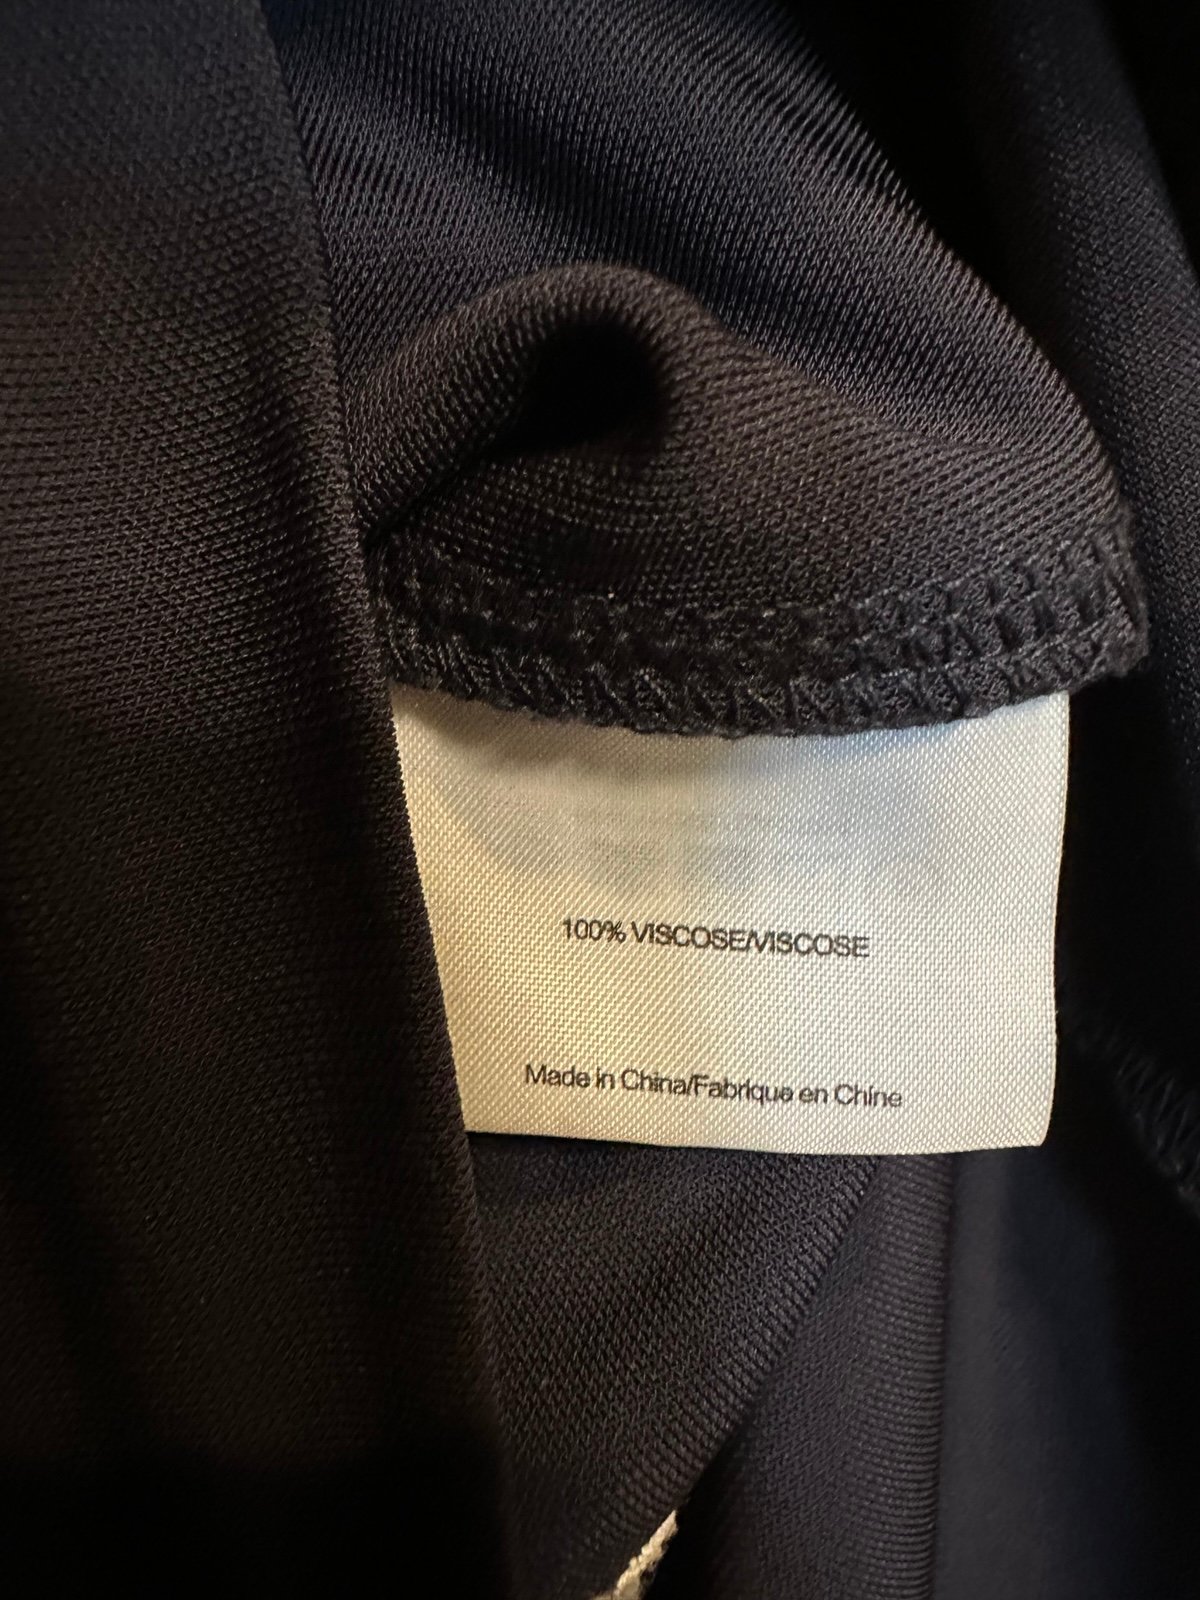 100% VISCOSE/VISCOSE
Made in China/Fabrique en Chine